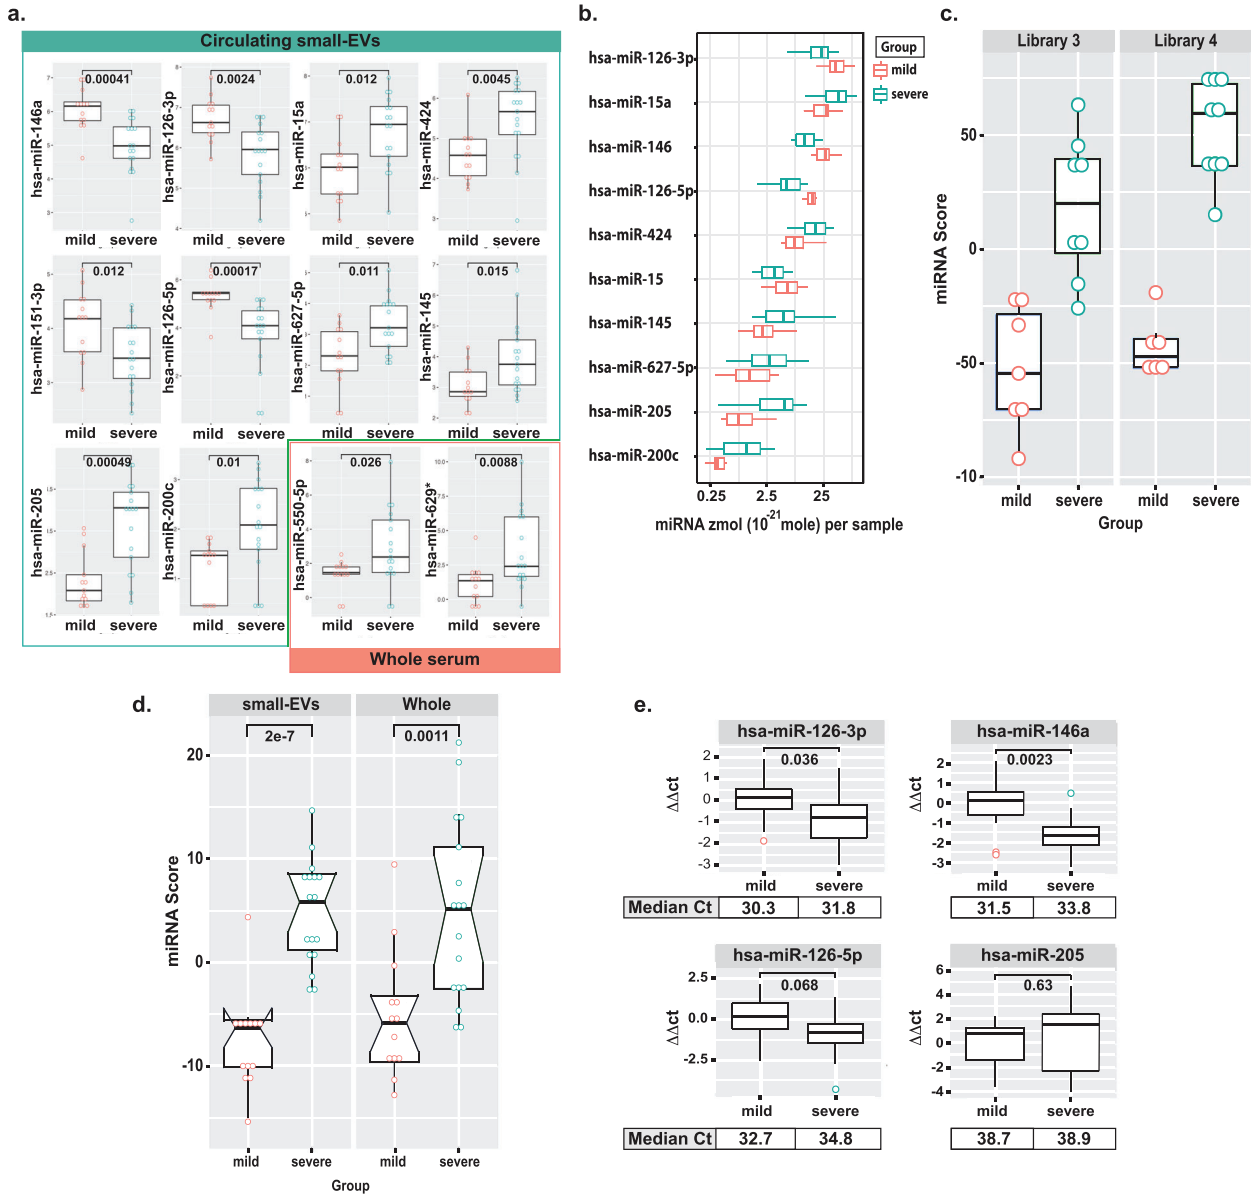 a.
Circulating small-EVs
hsa-miR-146a
0.00041
mild severe
hsa-miR-126-3p
0.0024
mild severe
hsa-miR-15a
0.012
mild severe
hsa-miR-424
0.0045
mild severe
hsa-miR-151-3p
0.012
mild severe
hsa-miR-126-5p
0.00017
mild severe
hsa-miR-627-5p
0.011
mild severe
hsa-miR-145
0.015
mild severe
hsa-miR-205
0.00049
mild severe
hsa-miR-200c
0.01
mild severe
hsa-miR-550-5p
0.026
mild severe
hsa-miR-629*
0.0088
mild severe
Whole serum
b.
hsa-miR-126-3p
hsa-miR-15a
hsa-miR-146
hsa-miR-126-5p
hsa-miR-424
hsa-miR-15
hsa-miR-145
hsa-miR-627-5p
hsa-miR-205
hsa-miR-200c
0.25 2.5 25
miRNA zmol (10-21mole) per sample
Group
mild
severe
c.
Library 3 Library 4
miRNA Score
50
0
-50
-10
mild severe mild severe
Group
d.
small-EVs Whole
2e-7 0.0011
miRNA Score
20
10
0
-10
mild severe mild severe
Group
e.
hsa-miR-126-3p
0.036
ΔΔct
2
1
0
-1
-2
-3
mild severe
Median Ct 30.3 31.8
hsa-miR-146a
0.0023
ΔΔct
2
1
0
-1
-2
-3
mild severe
31.5 33.8
hsa-miR-126-5p
0.068
ΔΔct
2.5
0.0
-2.5
mild severe
Median Ct 32.7 34.8
hsa-miR-205
0.63
ΔΔct
6
4
2
0
-2
-4
mild severe
38.7 38.9